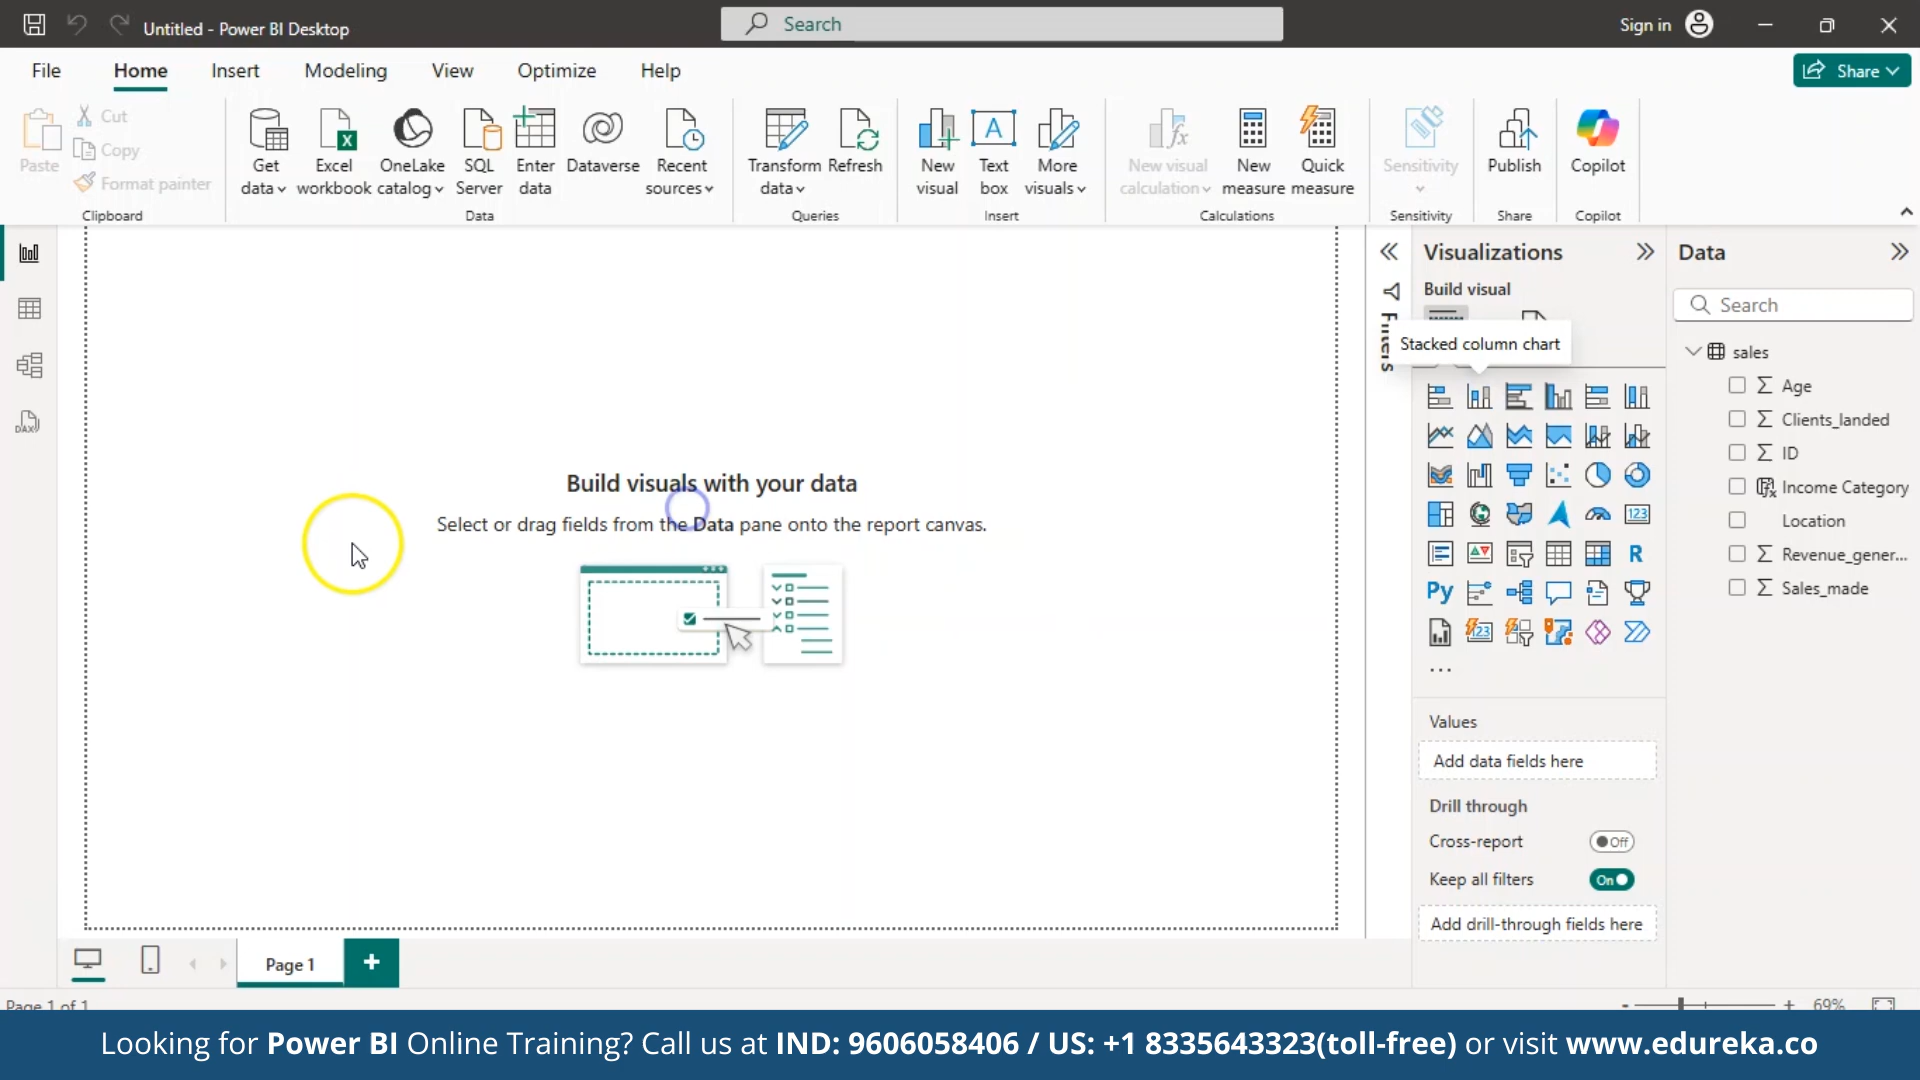 Untitled - Power BI Desktop
Search
Sign in
File Home Insert Modeling View Optimize Help
Share
Paste
Cut
Copy
Format painter
Clipboard
Get data
Excel workbook
OneLake catalog
SQL Server
Enter data
Dataverse
Recent sources
Data
Transform data
Refresh
Queries
New visual
Text box
More visuals
Insert
New visual calculation
New measure
Quick measure
Calculations
Sensitivity
Sensitivity
Publish
Share
Copilot
Copilot
DAX
Build visuals with your data
Select or drag fields from the Data pane onto the report canvas.
Filters
Visualizations
Build visual
Stacked column chart
123
R
Py
123
...
Values
Add data fields here
Drill through
Cross-report
Off
Keep all filters
On
Add drill-through fields here
Data
Search
sales
Age
Clients_landed
ID
Income Category
Location
Revenue_gener...
Sales_made
Page 1
Page 1 of 1
69%
Looking for Power BI Online Training? Call us at IND: 9606058406 / US: +1 8335643323(toll-free) or visit www.edureka.co